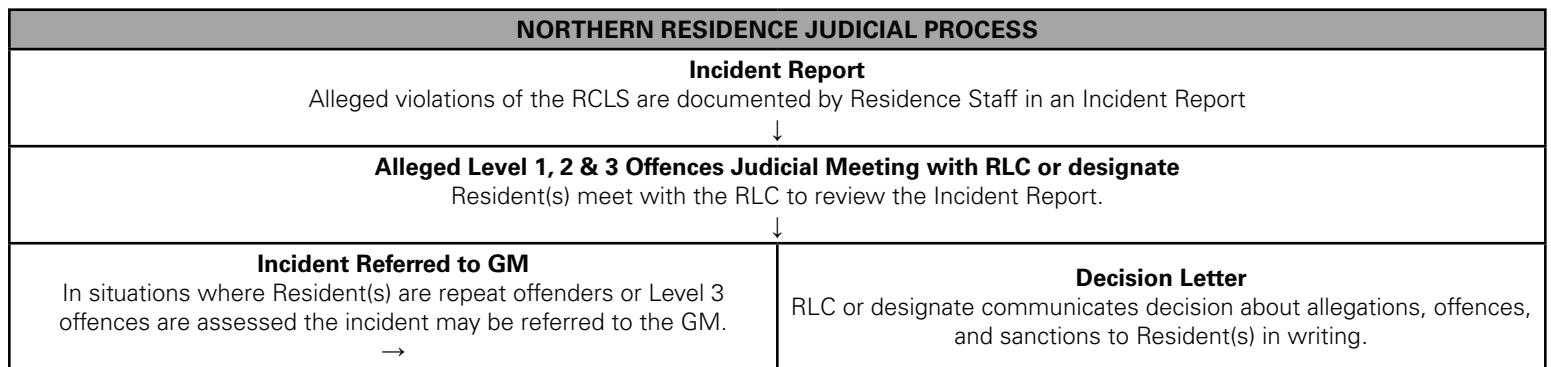 NORTHERN RESIDENCE JUDICIAL PROCESS
Incident Report
Alleged violations of the RCLS are documented by Residence Staff in an Incident Report
↓
Alleged Level 1, 2 & 3 Offences Judicial Meeting with RLC or designate
Resident(s) meet with the RLC to review the Incident Report.
↓
Incident Referred to GM
In situations where Resident(s) are repeat offenders or Level 3
offences are assessed the incident may be referred to the GM.
→
Decision Letter
RLC or designate communicates decision about allegations, offences,
and sanctions to Resident(s) in writing.